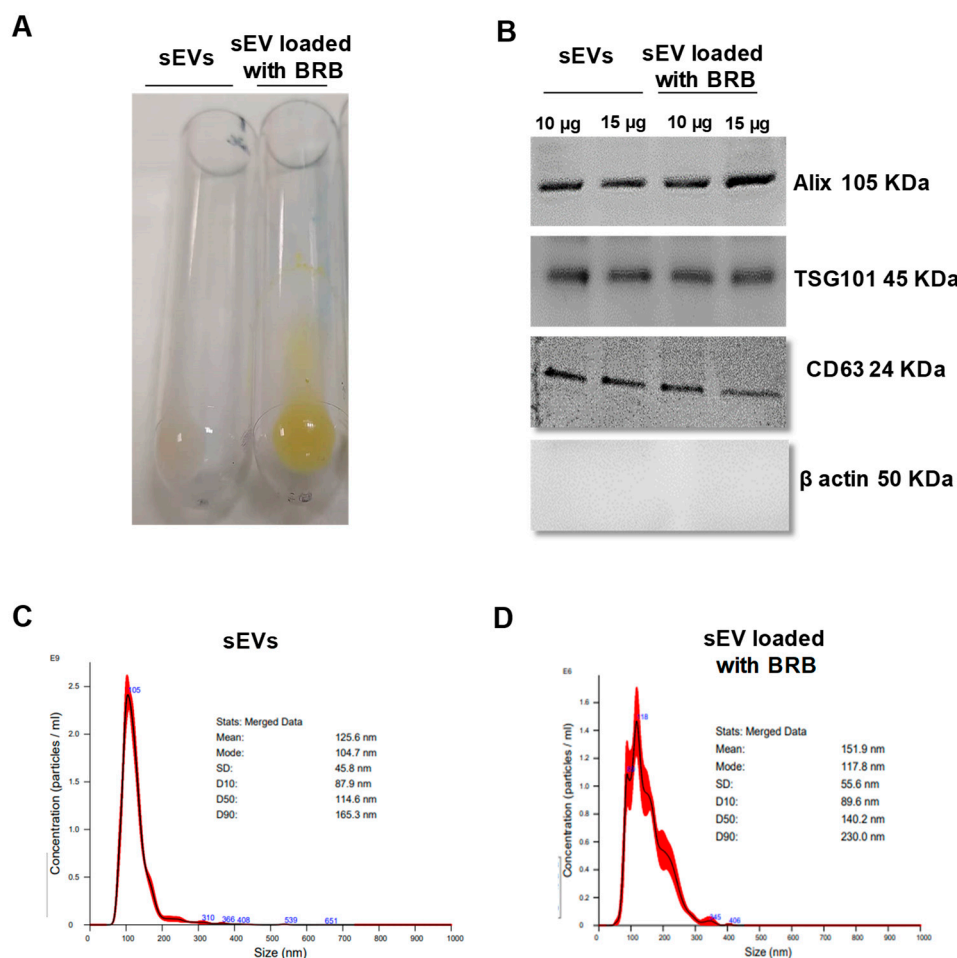 A
sEVs
sEV loaded
with BRB
B
sEVs
sEV loaded
with BRB
10 µg
15 µg
10 µg
15 µg
Alix 105 KDa
TSG101 45 KDa
CD63 24 KDa
β actin 50 KDa
C
sEVs
E9
Concentration (particles / ml)
2.5
2.0
1.5
1.0
0.5
0
105
310
366
408
539
651
Stats: Merged Data
Mean: 125.6 nm
Mode: 104.7 nm
SD: 45.8 nm
D10: 87.9 nm
D50: 114.6 nm
D90: 165.3 nm
0 100 200 300 400 500 600 700 800 900 1000
Size (nm)
D
sEV loaded
with BRB
E6
Concentration (particles / ml)
1.6
1.4
1.2
1.0
0.8
0.6
0.4
0.2
0
18
345
406
Stats: Merged Data
Mean: 151.9 nm
Mode: 117.8 nm
SD: 55.6 nm
D10: 89.6 nm
D50: 140.2 nm
D90: 230.0 nm
0 100 200 300 400 500 600 700 800 900 1000
Size (nm)